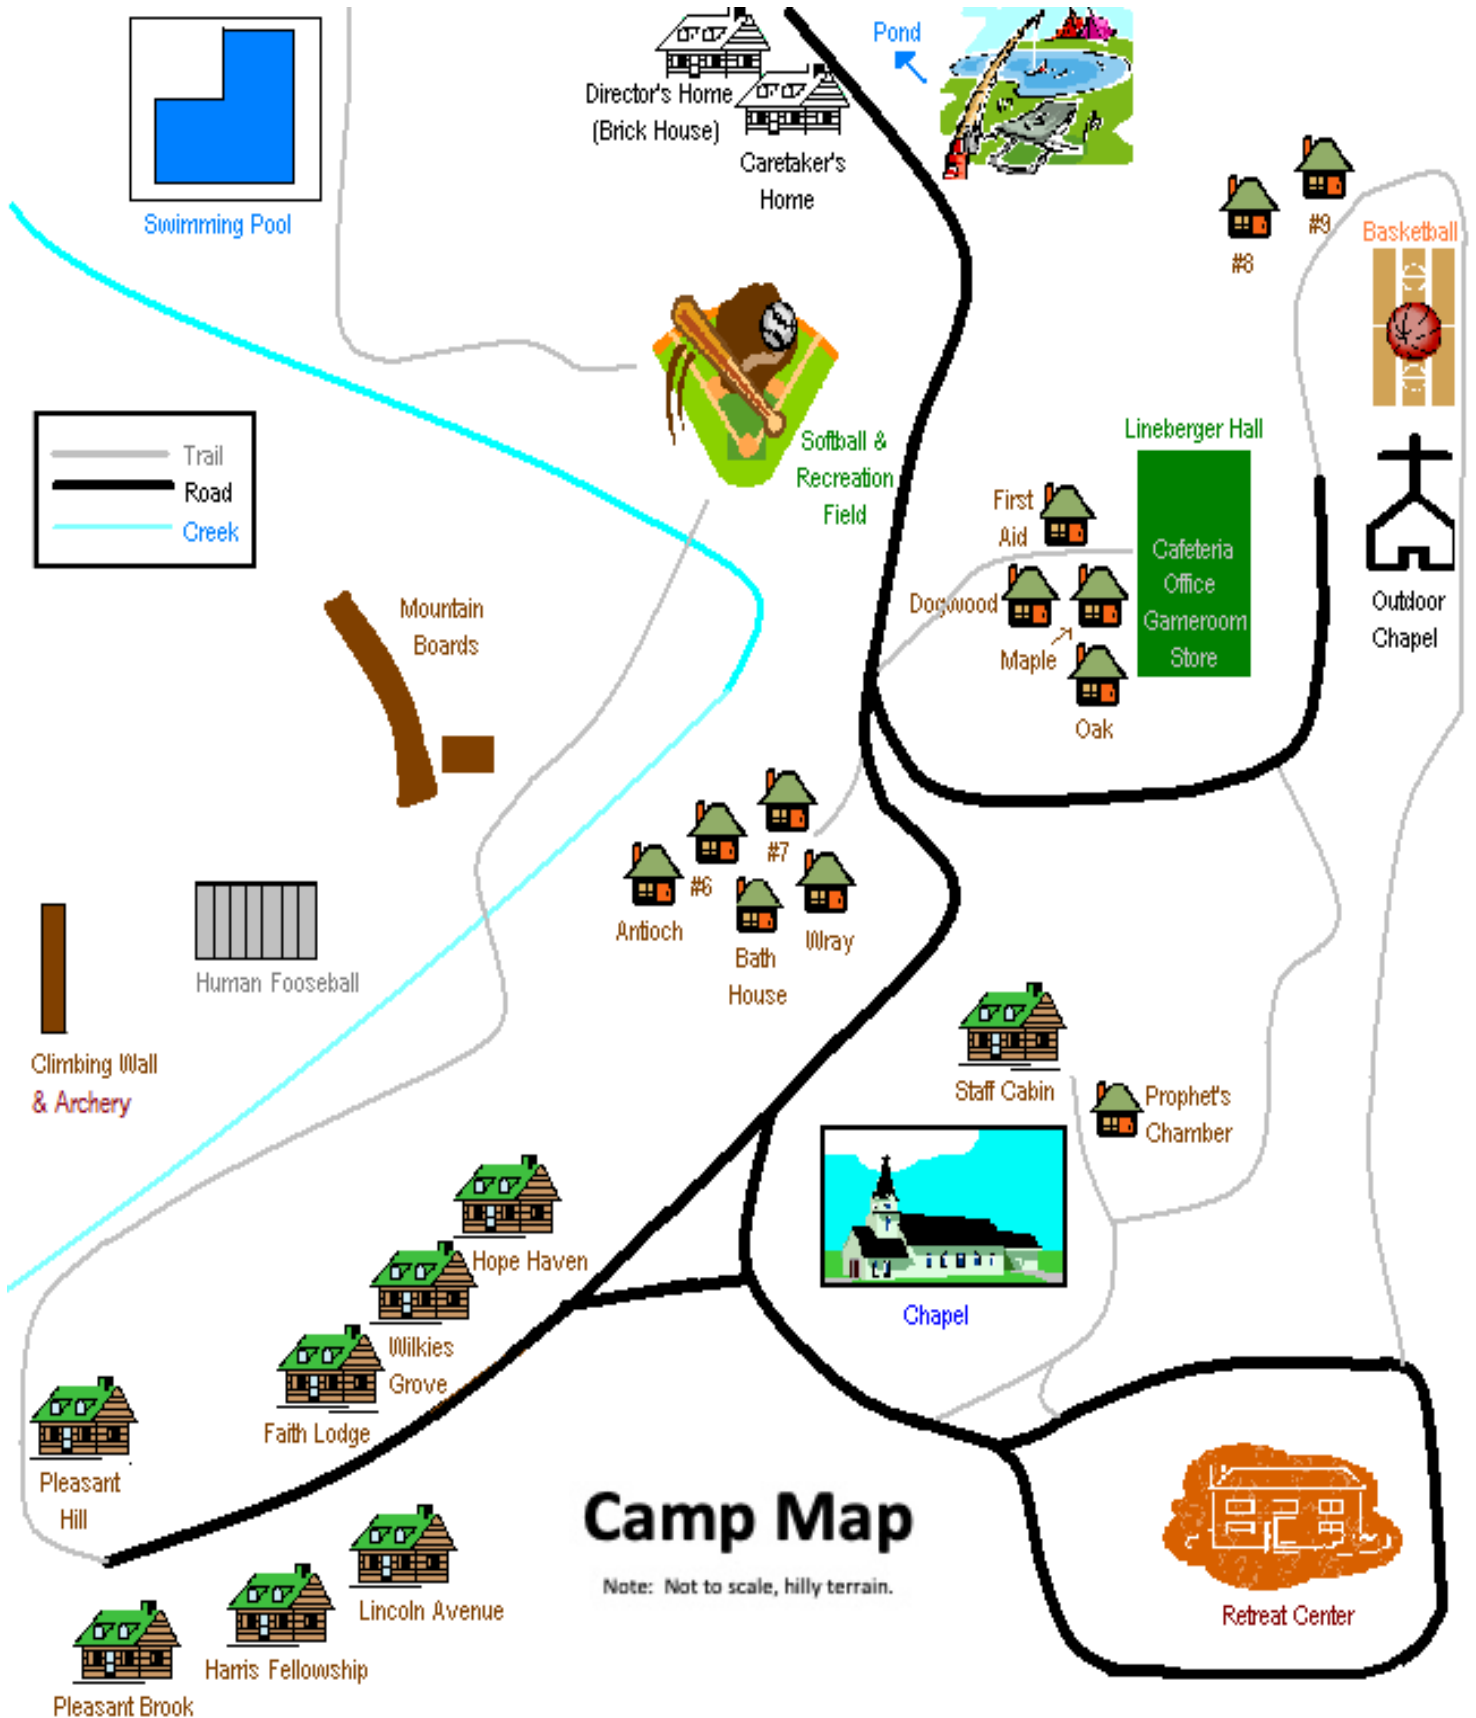 Pond
Director's Home
(Brick House)
Caretaker's
Home
Swimming Pool
#9
#8
Basketball
Softball &
Recreation
Field
Lineberger Hall
Trail
Road
Creek
First
Aid
Cafeteria
Office
Gameroom
Store
Dogwood
Maple
Oak
Outdoor
Chapel
Mountain
Boards
#7
#6
Antioch
Wray
Bath
House
Human Fooseball
Climbing Wall
& Archery
Staff Cabin
Prophet's
Chamber
Hope Haven
Chapel
Wilkies
Grove
Faith Lodge
Pleasant
Hill
Camp Map
Note: Not to scale, hilly terrain.
Lincoln Avenue
Retreat Center
Harris Fellowship
Pleasant Brook